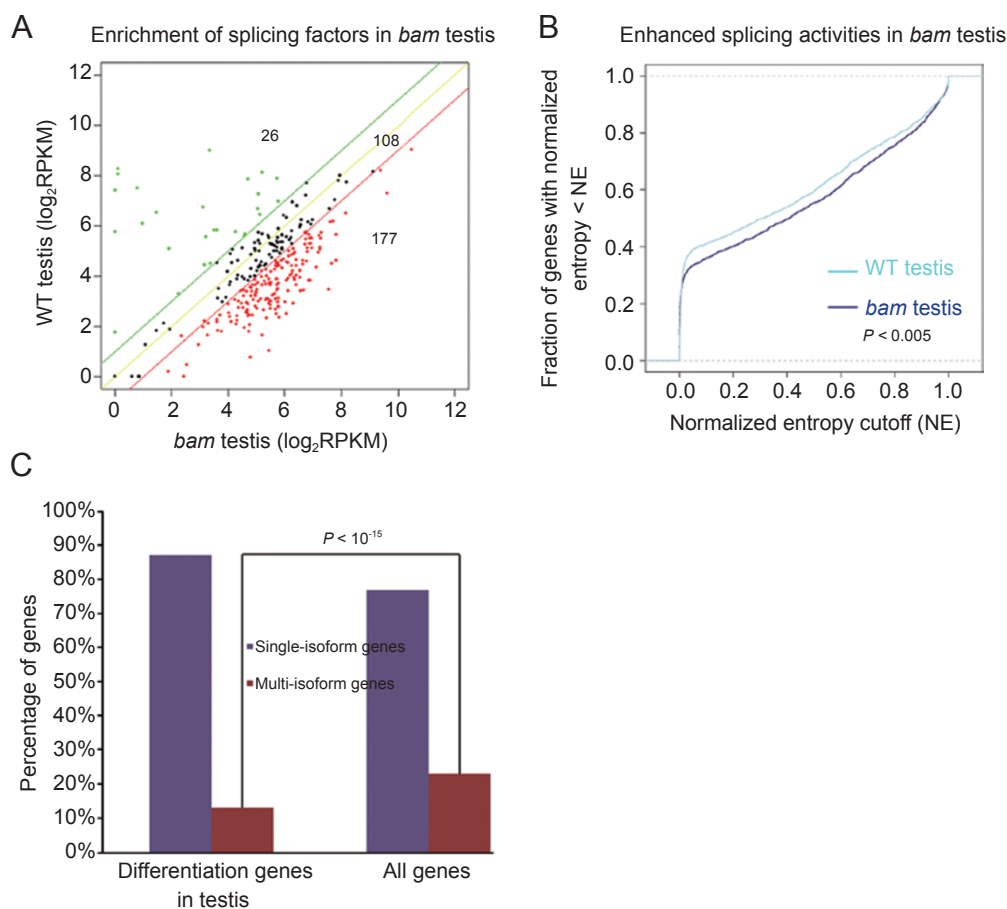 A
Enrichment of splicing factors in bam testis
12
10
8
6
4
2
0
WT testis (log₂RPKM)
26
108
177
0
2
4
6
8
10
12
bam testis (log₂RPKM)
B
Enhanced splicing activities in bam testis
Fraction of genes with normalized
entropy < NE
1.0
0.8
0.6
0.4
0.2
0.0
WT testis
bam testis
P < 0.005
0.0
0.2
0.4
0.6
0.8
1.0
Normalized entropy cutoff (NE)
C
Percentage of genes
100%
90%
80%
70%
60%
50%
40%
30%
20%
10%
0%
P < 10⁻¹⁵
Single-isoform genes
Multi-isoform genes
Differentiation genes
in testis
All genes